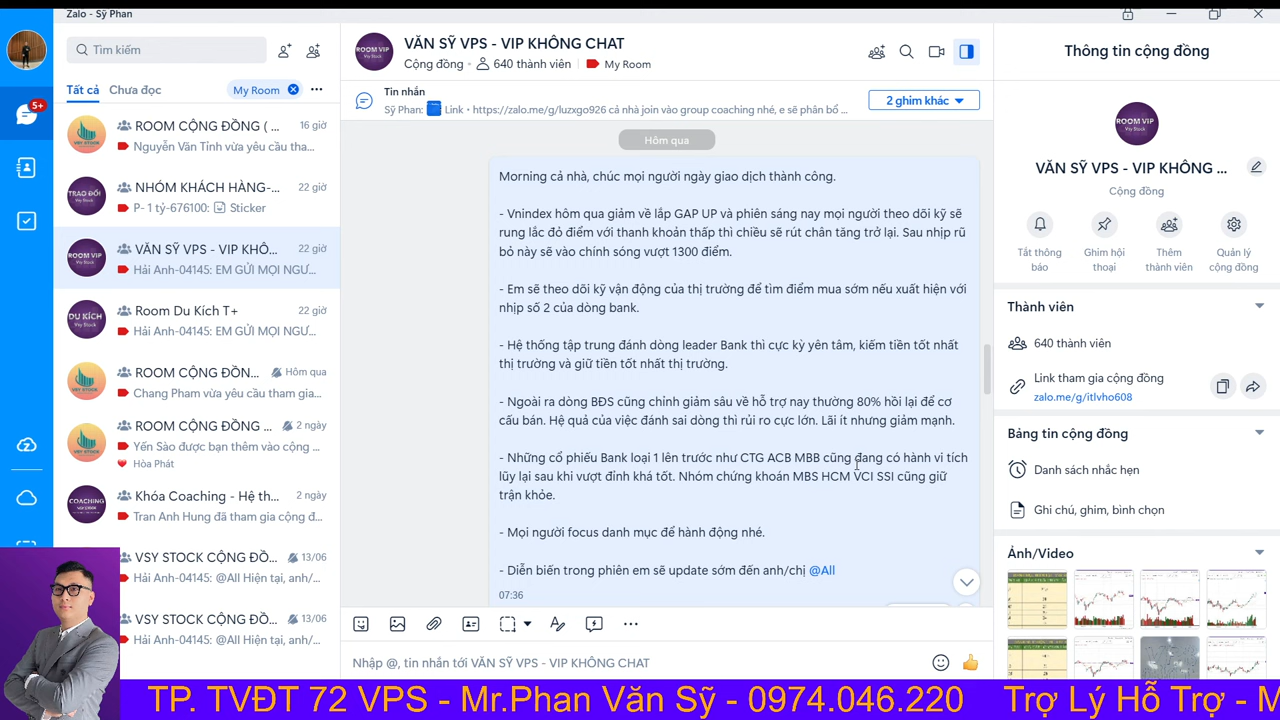 Zalo - Sỹ Phan
Tìm kiếm
Tất cả
Chưa đọc
My Room
5+
ROOM CỘNG ĐỒNG ( ...
16 giờ
Nguyễn Văn Tỉnh vừa yêu cầu tha...
TRAO ĐỔI
NHÓM KHÁCH HÀNG-...
22 giờ
P- 1 tỷ-676100: Sticker
ROOM VIP
Vsy Stock
VĂN SỸ VPS - VIP KHÔ...
22 giờ
Hải Anh-04145: EM GỬI MỌI NGƯ...
DU KÍCH
Vsy Stock
Room Du Kích T+
22 giờ
Hải Anh-04145: EM GỬI MỌI NGƯ...
ROOM CỘNG ĐỒN...
Hôm qua
Chang Pham vừa yêu cầu tham gia...
ROOM CỘNG ĐỒNG ...
2 ngày
Yến Sào được bạn thêm vào cộng ...
Hòa Phát
Khóa Coaching - Hệ th...
2 ngày
Tran Anh Hung đã tham gia cộng đ...
VSY STOCK CỘNG ĐỒ...
13/06
Hải Anh-04145: @All Hiện tại, anh/...
VSY STOCK CỘNG ĐỒ...
13/06
Hải Anh-04145: @All Hiện tại, anh/...
ROOM VIP
VĂN SỸ VPS - VIP KHÔNG CHAT
Cộng đồng
640 thành viên
My Room
Tin nhắn
Sỹ Phan: Link • https://zalo.me/g/luzxgo926 cả nhà join vào group coaching nhé, e sẽ phân bổ ...
2 ghim khác
Hôm qua
Morning cả nhà, chúc mọi người ngày giao dịch thành công.
- Vnindex hôm qua giảm về lắp GAP UP và phiên sáng nay mọi người theo dõi kỹ sẽ
rung lắc đỏ điểm với thanh khoản thấp thì chiều sẽ rút chân tăng trở lại. Sau nhịp rũ
bỏ này sẽ vào chính sóng vượt 1300 điểm.
- Em sẽ theo dõi kỹ vận động của thị trường để tìm điểm mua sớm nếu xuất hiện với
nhịp số 2 của dòng bank.
- Hệ thống tập trung đánh dòng leader Bank thì cực kỳ yên tâm, kiếm tiền tốt nhất
thị trường và giữ tiền tốt nhất thị trường.
- Ngoài ra dòng BĐS cũng chỉnh giảm sâu về hỗ trợ nay thường 80% hồi lại để cơ
cấu bán. Hệ quả của việc đánh sai dòng thì rủi ro cực lớn. Lãi ít nhưng giảm mạnh.
- Những cổ phiếu Bank loại 1 lên trước như CTG ACB MBB cũng đang có hành vi tích
lũy lại sau khi vượt đỉnh khá tốt. Nhóm chứng khoán MBS HCM VCI SSI cũng giữ
trận khỏe.
- Mọi người focus danh mục để hành động nhé.
- Diễn biến trong phiên em sẽ update sớm đến anh/chị @All
07:36
Nhập @, tin nhắn tới VĂN SỸ VPS - VIP KHÔNG CHAT
Thông tin cộng đồng
ROOM VIP
Vsy Stock
VĂN SỸ VPS - VIP KHÔNG ...
Cộng đồng
Tắt thông báo
Ghim hội thoại
Thêm thành viên
Quản lý cộng đồng
Thành viên
640 thành viên
Link tham gia cộng đồng
zalo.me/g/itlvho608
Bảng tin cộng đồng
Danh sách nhắc hẹn
Ghi chú, ghim, bình chọn
Ảnh/Video
TP. TVĐT 72 VPS - Mr.Phan Văn Sỹ - 0974.046.220 Trợ Lý Hỗ Trợ - M